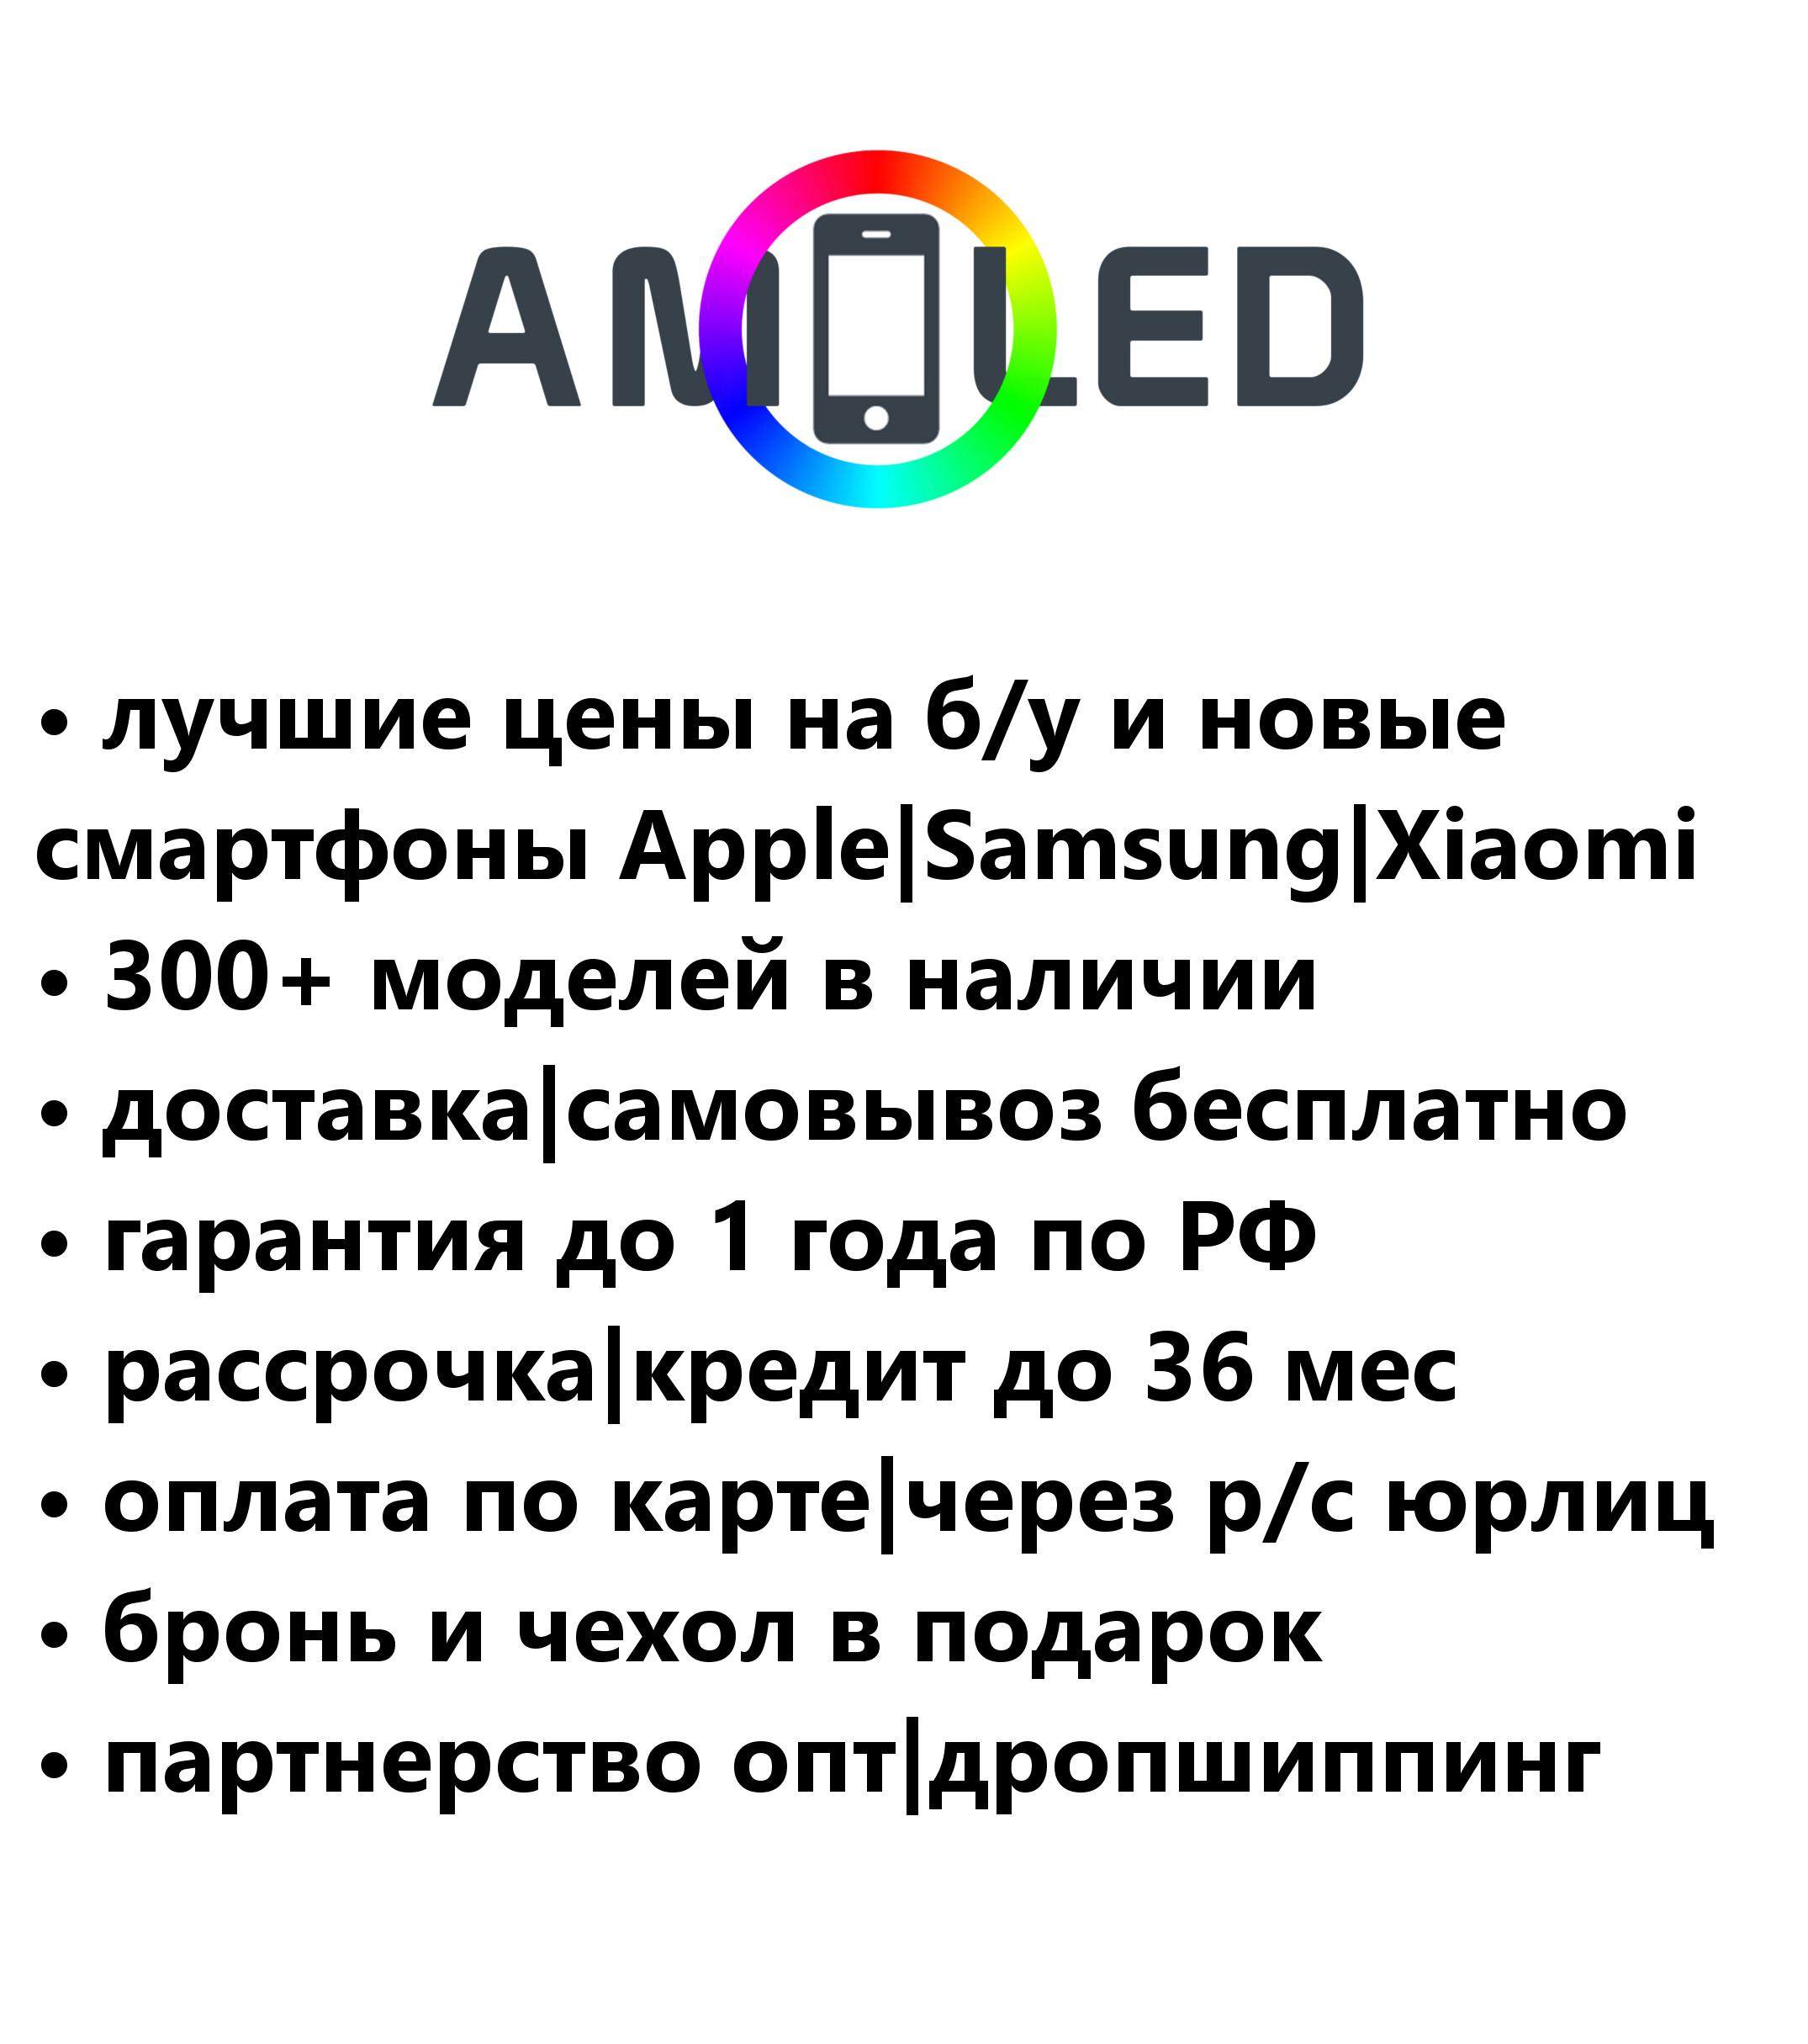 AMOLED
• лучшие цены на б/у и новые
смартфоны Apple|Samsung|Xiaomi
• 300+ моделей в наличии
• доставка|самовывоз бесплатно
• гарантия до 1 года по РФ
• рассрочка|кредит до 36 мес
• оплата по карте|через р/с юрлиц
• бронь и чехол в подарок
• партнерство опт|дропшиппинг